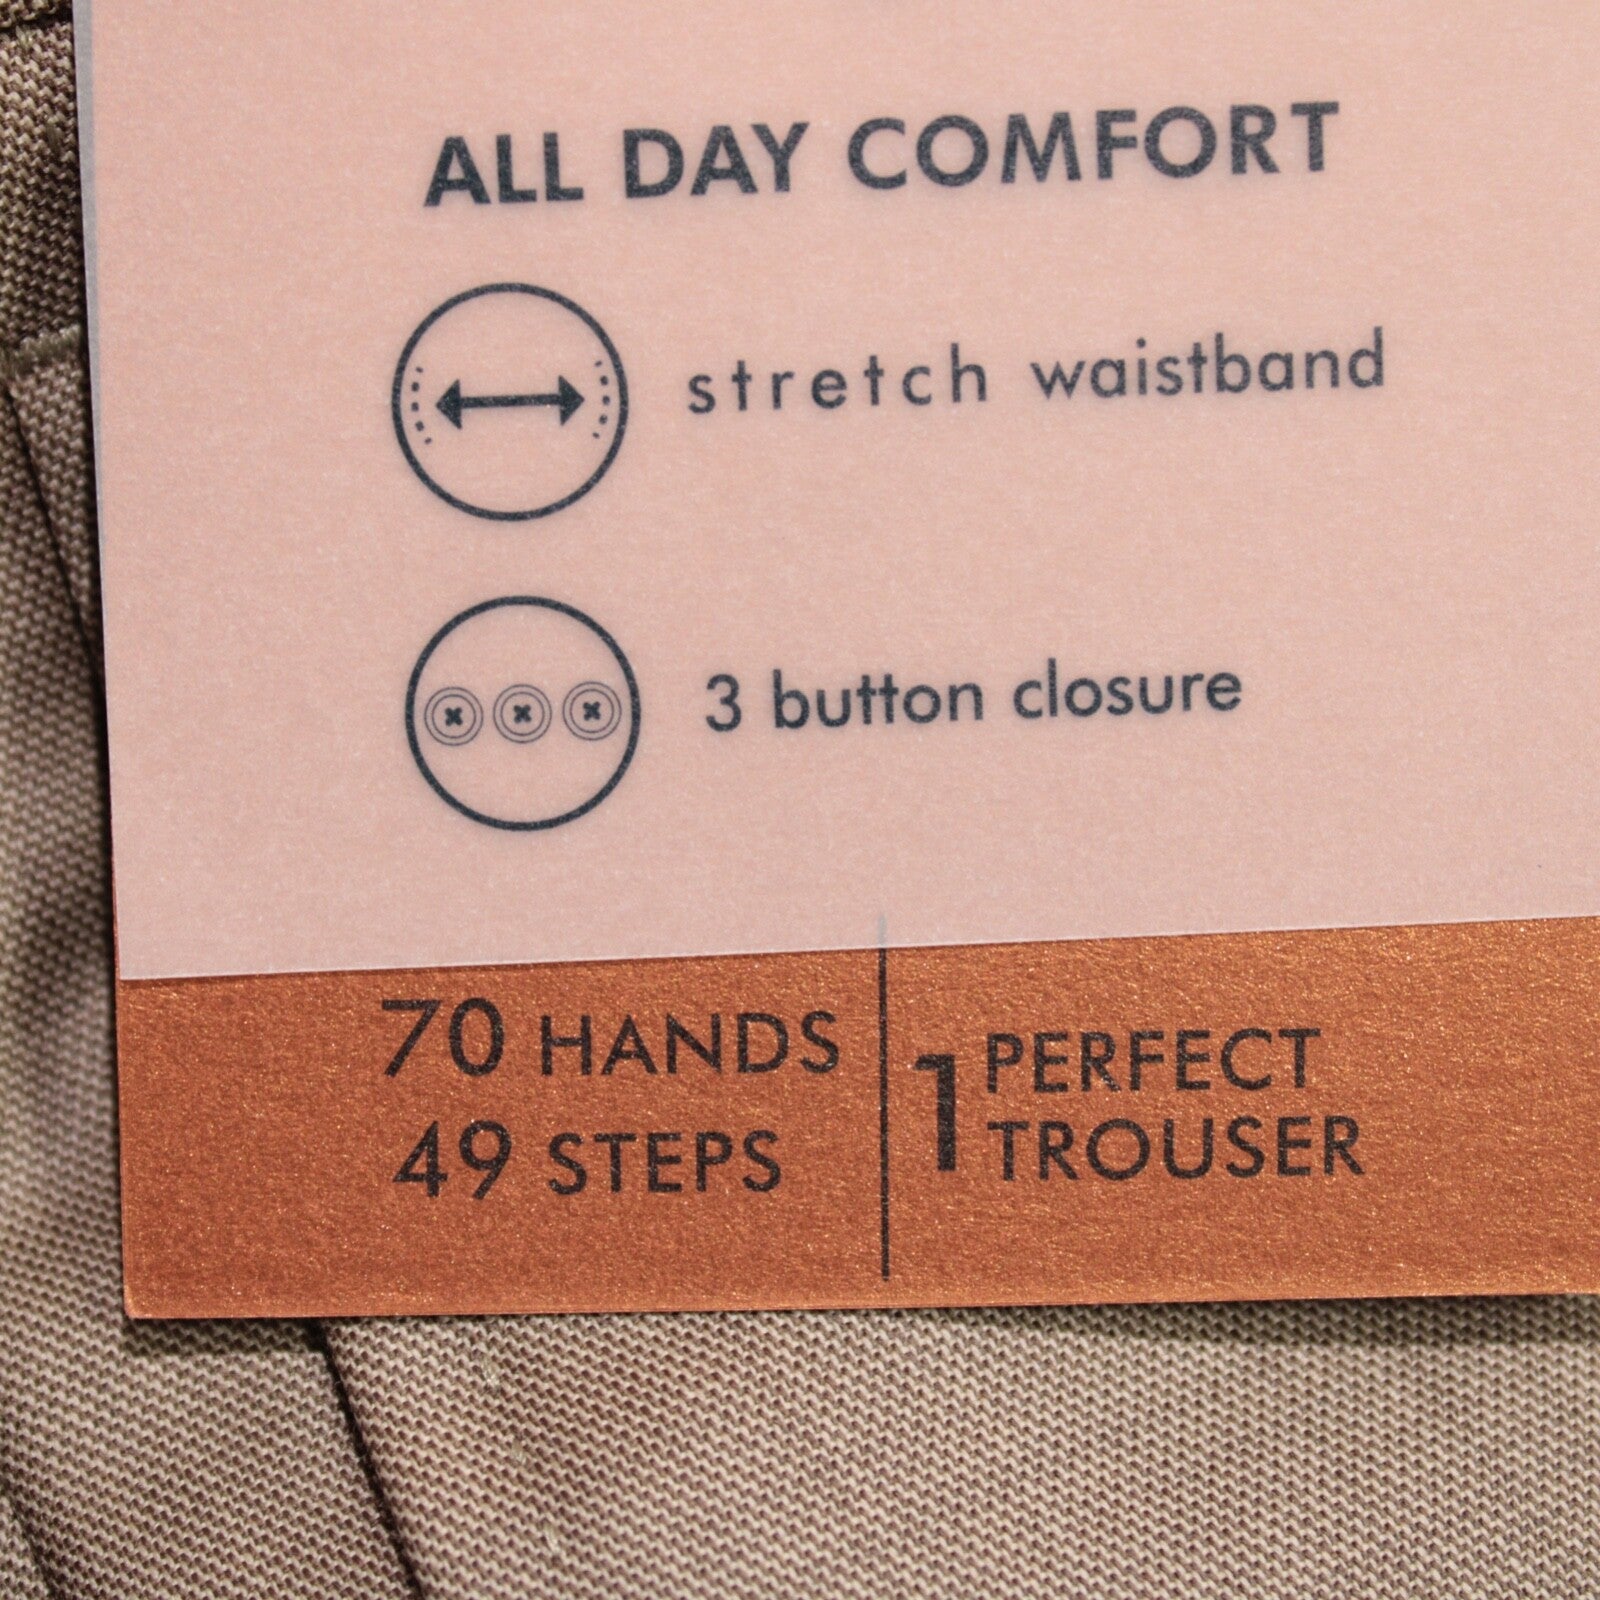 ALL DAY COMFORT
stretch waistband
3 button closure
70 HANDS
49 STEPS
1 PERFECT
TROUSER